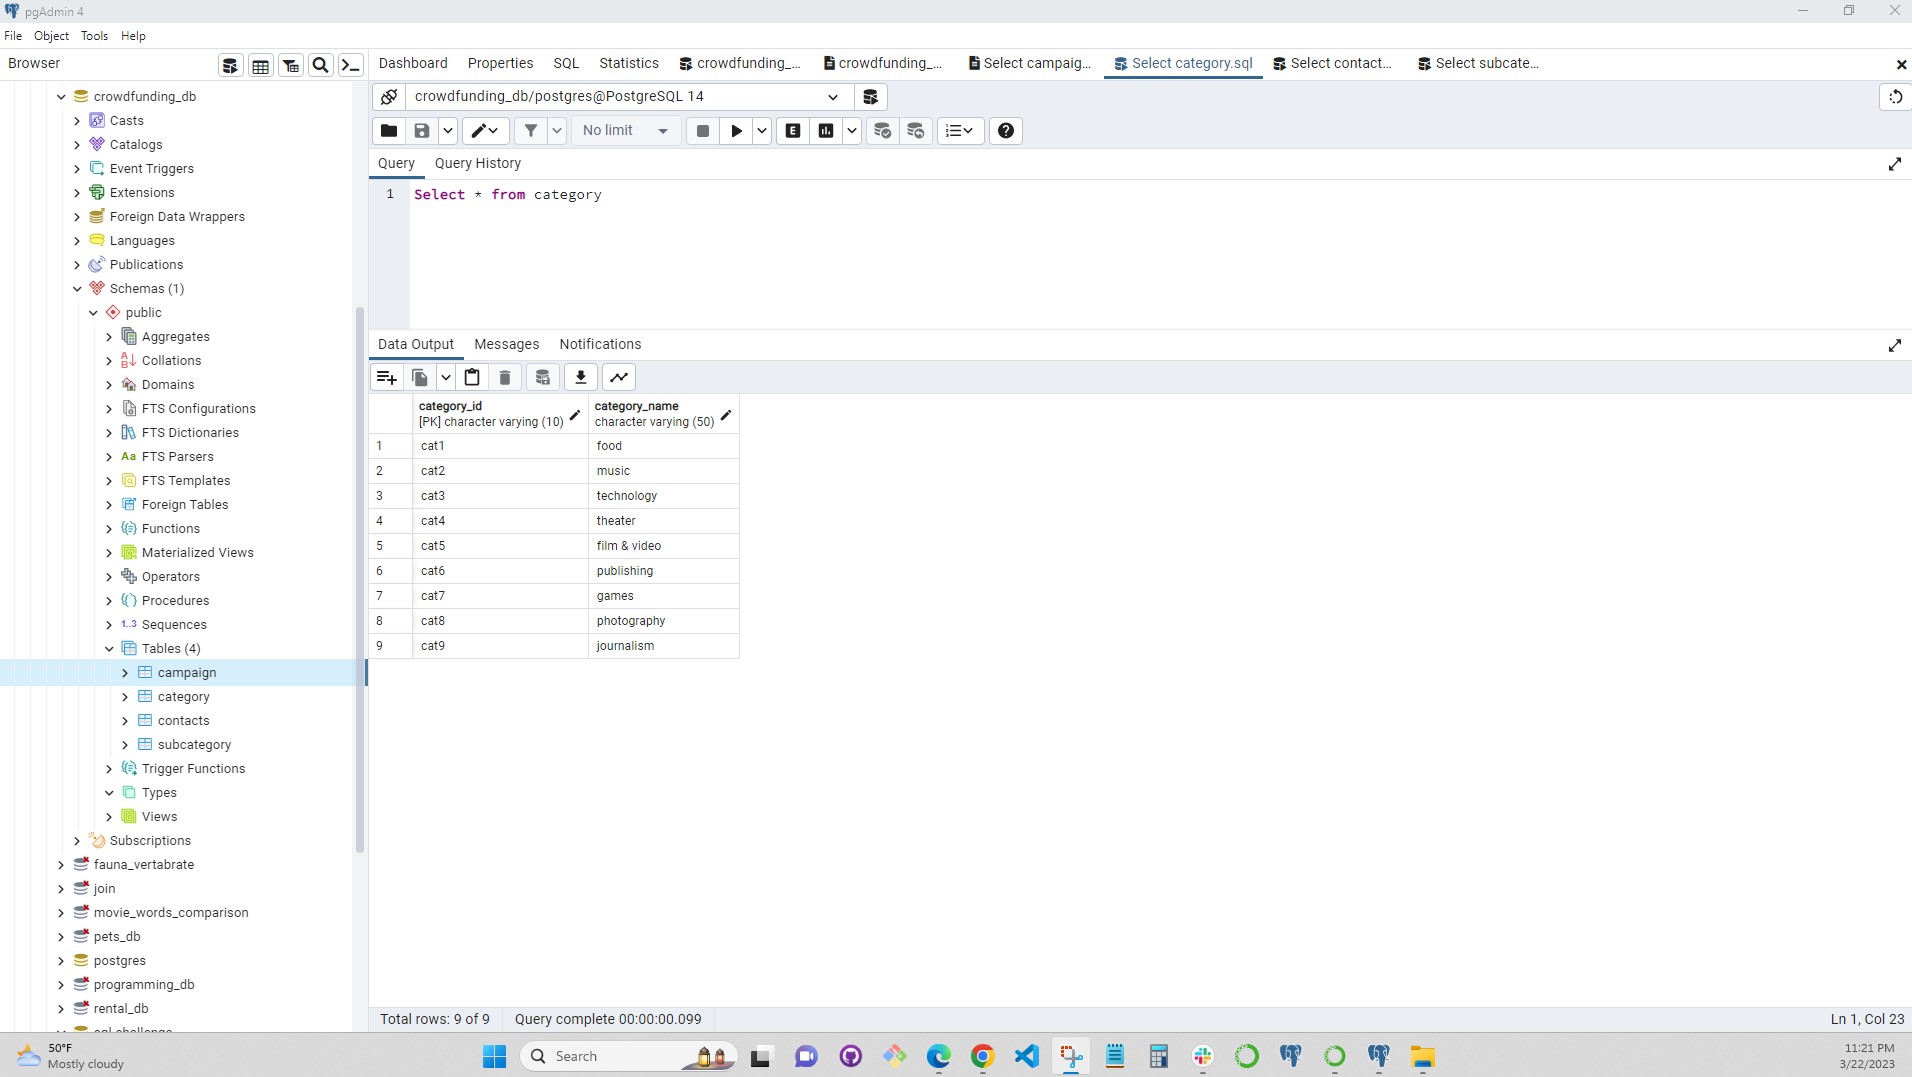 pgAdmin 4
File Object Tools Help
Browser
Dashboard Properties SQL Statistics crowdfunding_... crowdfunding_... Select campaig... Select category.sql Select contact... Select subcate...
crowdfunding_db/postgres@PostgreSQL 14
No limit
Query Query History
1 Select * from category
Data Output Messages Notifications
category_id category_name
[PK] character varying (10) character varying (50)
1 cat1 food
2 cat2 music
3 cat3 technology
4 cat4 theater
5 cat5 film & video
6 cat6 publishing
7 cat7 games
8 cat8 photography
9 cat9 journalism
Total rows: 9 of 9 Query complete 00:00:00.099 Ln 1, Col 23
crowdfunding_db
Casts
Catalogs
Event Triggers
Extensions
Foreign Data Wrappers
Languages
Publications
Schemas (1)
public
Aggregates
Collations
Domains
FTS Configurations
FTS Dictionaries
Aa FTS Parsers
FTS Templates
Foreign Tables
Functions
Materialized Views
Operators
Procedures
1..3 Sequences
Tables (4)
campaign
category
contacts
subcategory
Trigger Functions
Types
Views
Subscriptions
fauna_vertabrate
join
movie_words_comparison
pets_db
postgres
programming_db
rental_db
50°F
Mostly cloudy
Search
11:21 PM
3/22/2023